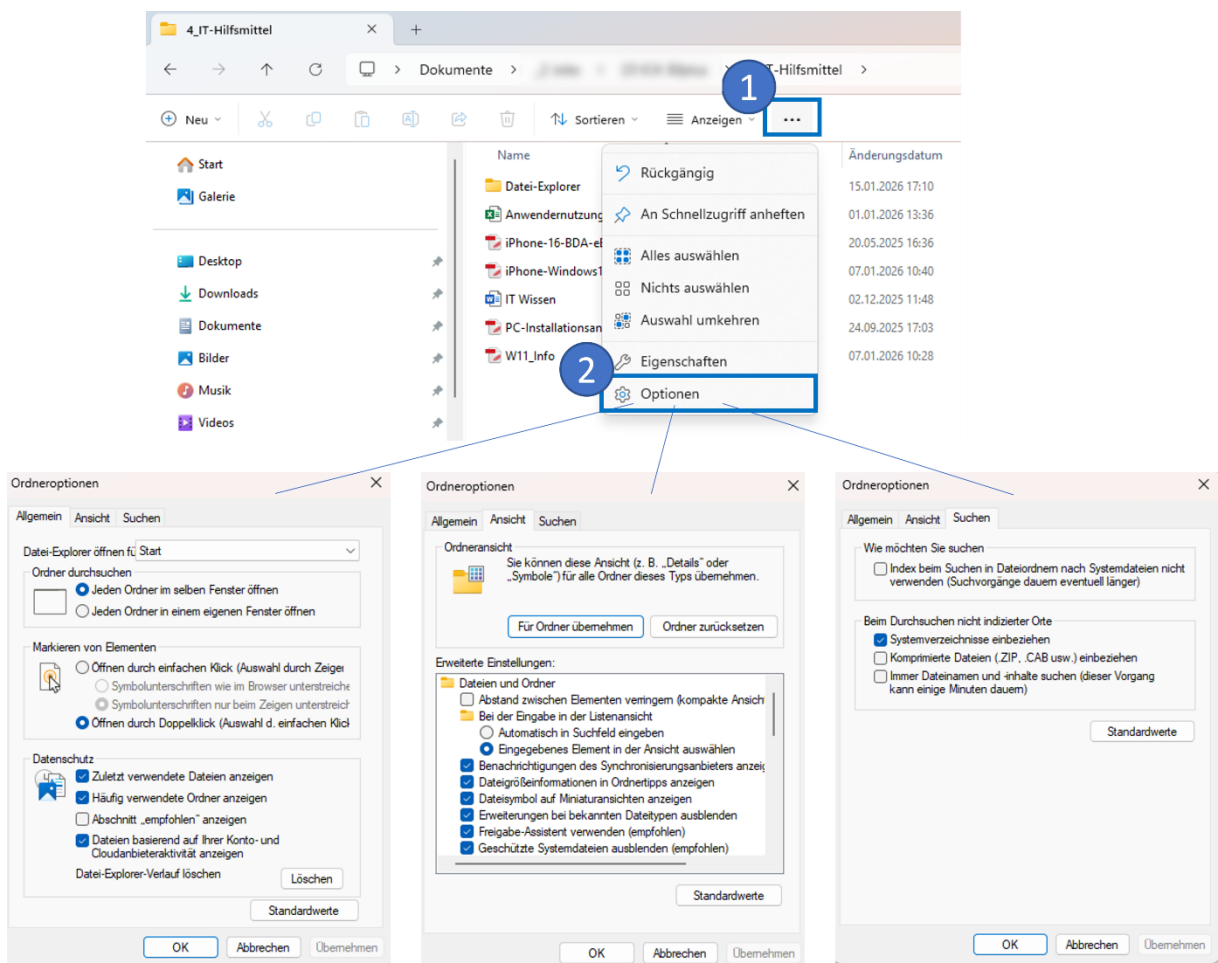 4_IT-Hilfsmittel
Dokumente
T-Hilfsmittel
1
Neu
Sortieren
Anzeigen
...
Start
Galerie
Desktop
Downloads
Dokumente
Bilder
Musik
Videos
Name
Änderungsdatum
Datei-Explorer
15.01.2026 17:10
Anwendernutzung
01.01.2026 13:36
iPhone-16-BDA-eB
20.05.2025 16:36
iPhone-Windows1
07.01.2026 10:40
IT Wissen
02.12.2025 11:48
PC-Installationsan
24.09.2025 17:03
W11_Info
07.01.2026 10:28
Rückgängig
An Schnellzugriff anheften
Alles auswählen
Nichts auswählen
Auswahl umkehren
Eigenschaften
2
Optionen
Ordneroptionen
Allgemein Ansicht Suchen
Datei-Explorer öffnen fü Start
Ordner durchsuchen
Jeden Ordner im selben Fenster öffnen
Jeden Ordner in einem eigenen Fenster öffnen
Markieren von Elementen
Öffnen durch einfachen Klick (Auswahl durch Zeiger
Symbolunterschriften wie im Browser unterstreiche
Symbolunterschriften nur beim Zeigen unterstreich
Öffnen durch Doppelklick (Auswahl d. einfachen Klick
Datenschutz
Zuletzt verwendete Dateien anzeigen
Häufig verwendete Ordner anzeigen
Abschnitt „empfohlen" anzeigen
Dateien basierend auf Ihrer Konto- und
Cloudanbieteraktivität anzeigen
Datei-Explorer-Verlauf löschen
Löschen
Standardwerte
OK Abbrechen Übernehmen
Ordneroptionen
Allgemein Ansicht Suchen
Ordneransicht
Sie können diese Ansicht (z. B. „Details" oder
„Symbole") für alle Ordner dieses Typs übernehmen.
Für Ordner übernehmen Ordner zurücksetzen
Erweiterte Einstellungen:
Dateien und Ordner
Abstand zwischen Elementen verringern (kompakte Ansich
Bei der Eingabe in der Listenansicht
Automatisch in Suchfeld eingeben
Eingegebenes Element in der Ansicht auswählen
Benachrichtigungen des Synchronisierungsanbieters anzeig
Dateigrößeinformationen in Ordnertipps anzeigen
Dateisymbol auf Miniaturansichten anzeigen
Erweiterungen bei bekannten Dateitypen ausblenden
Freigabe-Assistent verwenden (empfohlen)
Geschützte Systemdateien ausblenden (empfohlen)
Standardwerte
OK Abbrechen Übernehmen
Ordneroptionen
Allgemein Ansicht Suchen
Wie möchten Sie suchen
Index beim Suchen in Dateiordnern nach Systemdateien nicht
verwenden (Suchvorgänge dauern eventuell länger)
Beim Durchsuchen nicht indizierter Orte
Systemverzeichnisse einbeziehen
Komprimierte Dateien (.ZIP, .CAB usw.) einbeziehen
Immer Dateinamen und -inhalte suchen (dieser Vorgang
kann einige Minuten dauern)
Standardwerte
OK Abbrechen Übernehmen